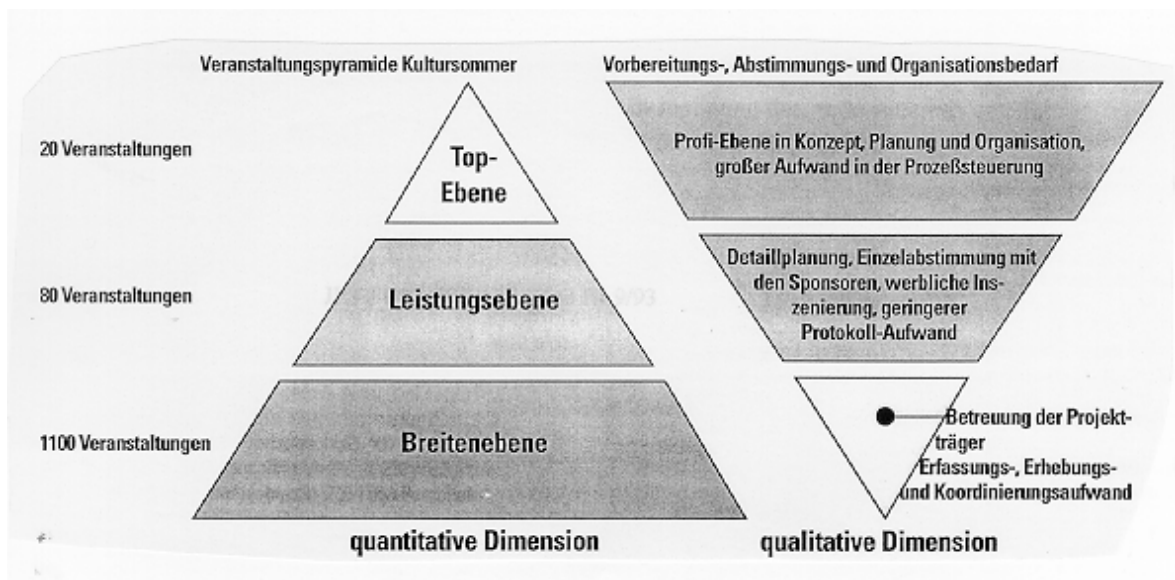 Veranstaltungspyramide Kultursommer
Vorbereitungs-, Abstimmungs- und Organisationsbedarf
20 Veranstaltungen
Top-
Ebene
Profi-Ebene in Konzept, Planung und Organisation,
großer Aufwand in der Prozeßsteuerung
80 Veranstaltungen
Leistungsebene
Detaillplanung, Einzelabstimmung mit
den Sponsoren, werbliche Ins-
zenierung, geringerer
Protokoll-Aufwand
1100 Veranstaltungen
Breitenebene
Betreuung der Projekt-
träger
Erfassungs-, Erhebungs-
und Koordinierungsaufwand
quantitative Dimension
qualitative Dimension